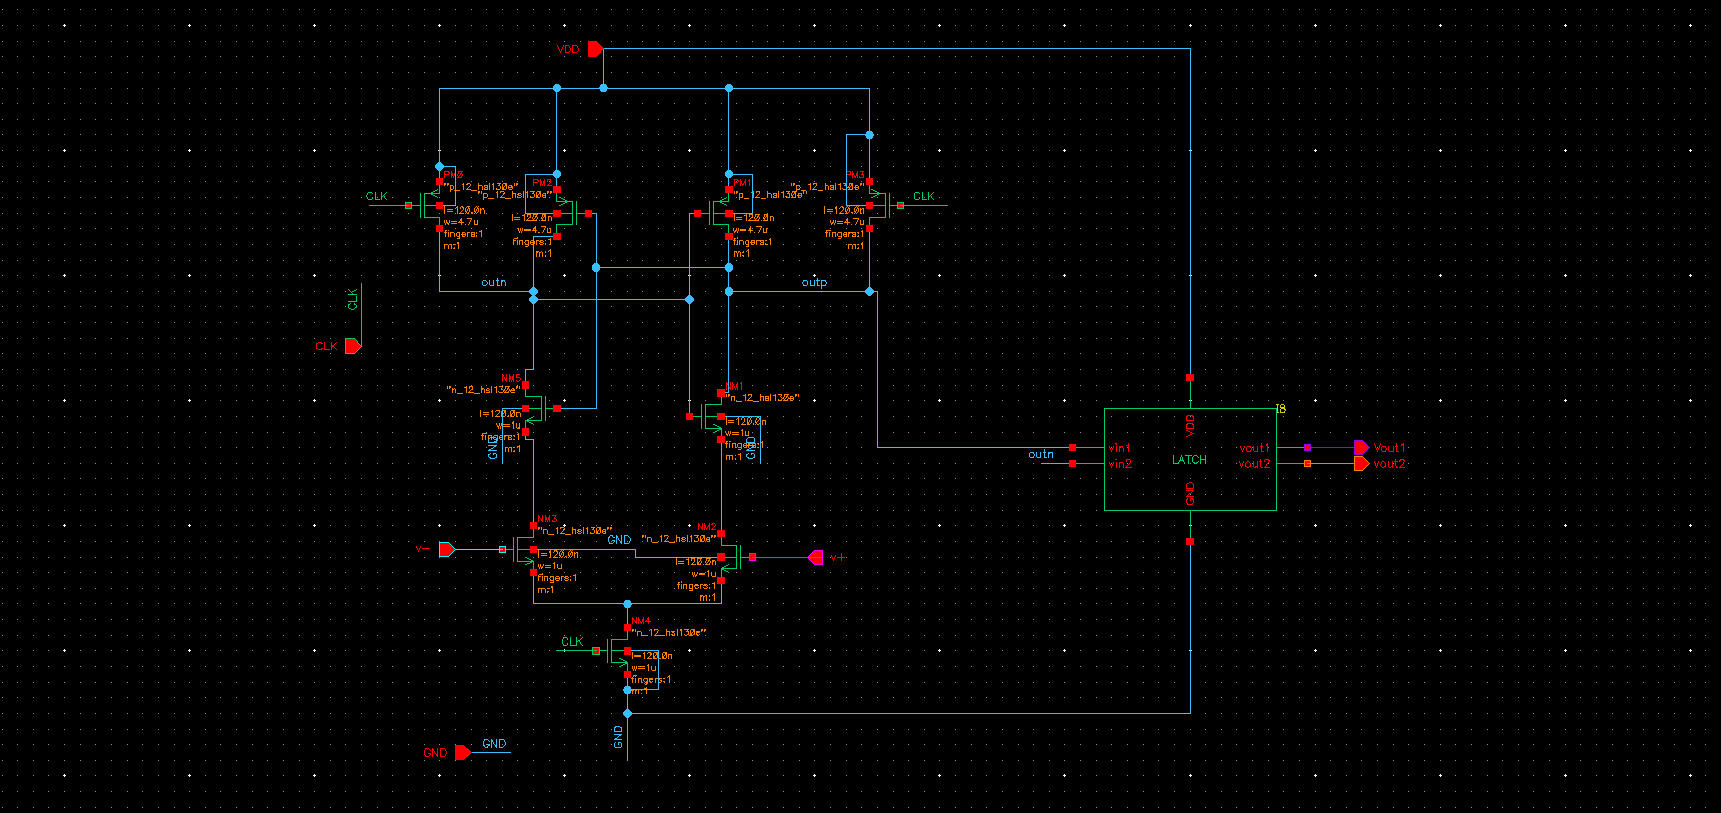 VDD
PM0
"p_12_hsl130e"
CLK
l=120.0n
w=4.7u
fingers:1
m:1
PM2
"p_12_hsl130e"
l=120.0n
w=4.7u
fingers:1
m:1
PM1
"p_12_hsl130e"
l=120.0n
w=4.7u
fingers:1
m:1
PM3
"p_12_hsl130e"
CLK
l=120.0n
w=4.7u
fingers:1
m:1
outn
outp
CLK
CLK
NM5
"n_12_hsl130e"
l=120.0n
w=1u
fingers:1
m:1
GND
NM1
"n_12_hsl130e"
l=120.0n
w=1u
fingers:1
m:1
GND
I8
VDD
vin1
vin2
outn
LATCH
vout1
vout2
GND
Vout1
vout2
NM3
"n_12_hsl130e"
v-
l=120.0n
w=1u
fingers:1
m:1
GND
NM2
"n_12_hsl130e"
v+
l=120.0n
w=1u
fingers:1
m:1
NM4
"n_12_hsl130e"
CLK
l=120.0n
w=1u
fingers:1
m:1
GND
GND
GND